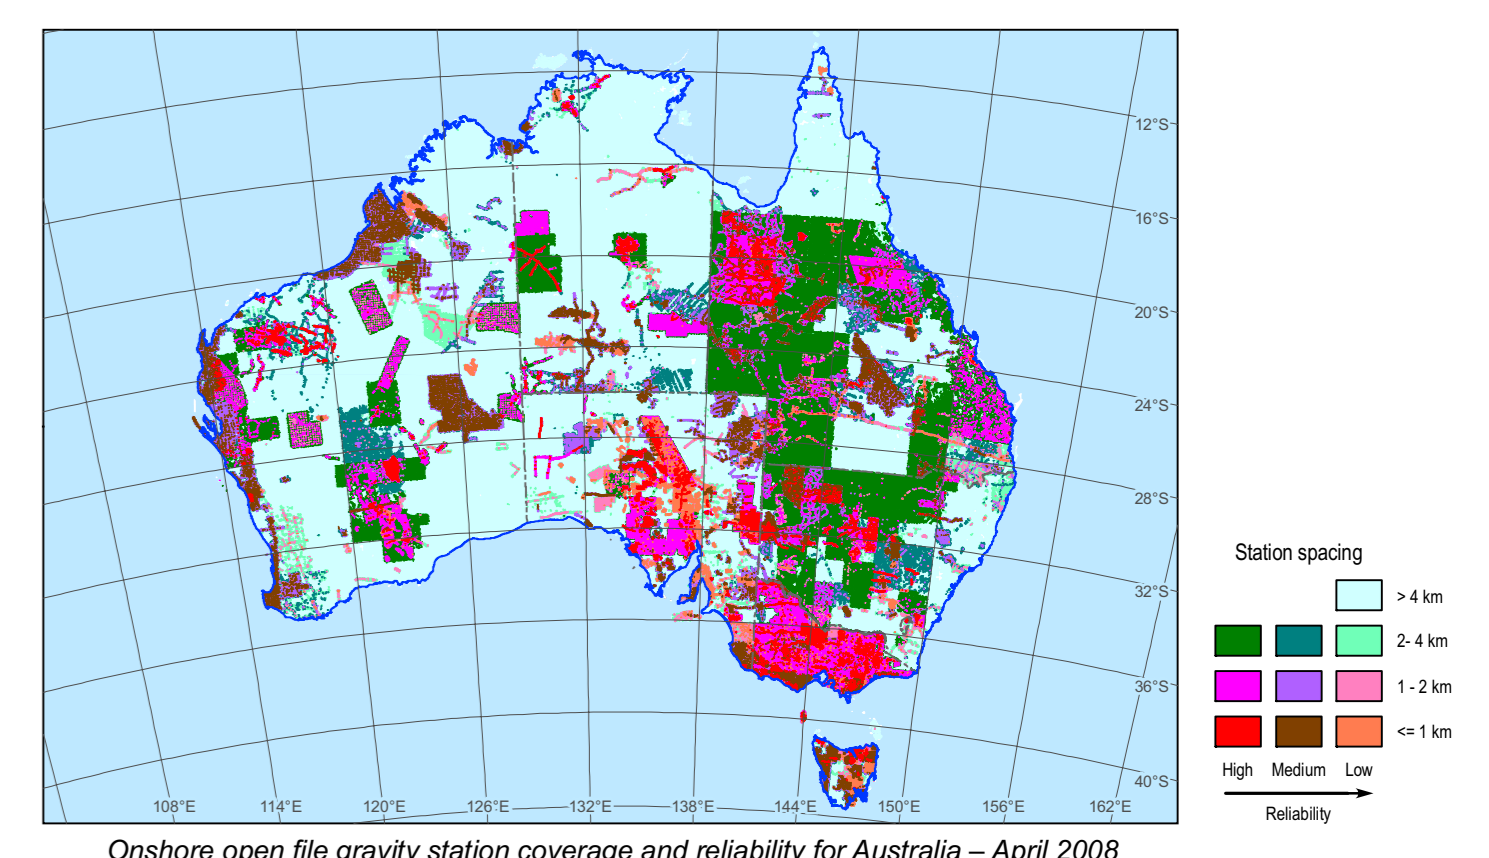 12°S
16°S
20°S
24°S
28°S
32°S
36°S
40°S
108°E 114°E 120°E 126°E 132°E 138°E 144°E 150°E 156°E 162°E
Station spacing
> 4 km
2- 4 km
1 - 2 km
<= 1 km
High Medium Low
Reliability
Onshore open file gravity station coverage and reliability for Australia – April 2008